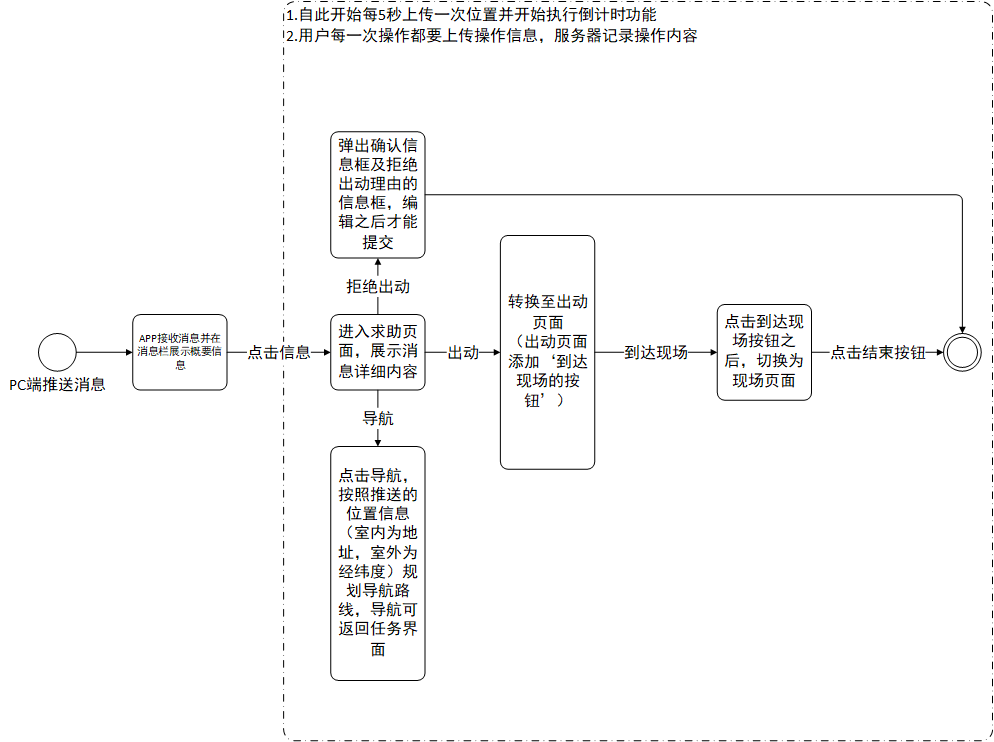 1.自此开始每5秒上传一次位置并开始执行倒计时功能
2.用户每一次操作都要上传操作信息，服务器记录操作内容
弹出确认信
息框及拒绝
出动理由的
信息框，编
辑之后才能
提交
拒绝出动
PC端推送消息
APP接收消息并在
消息栏展示概要信
息
点击信息
进入求助页
面，展示消
息详细内容
出动
转换至出动
页面
（出动页面
添加‘到达
现场的按
钮’）
到达现场
点击到达现
场按钮之
后，切换为
现场页面
点击结束按钮
导航
点击导航，
按照推送的
位置信息
（室内为地
址，室外为
经纬度）规
划导航路
线，导航可
返回任务界
面